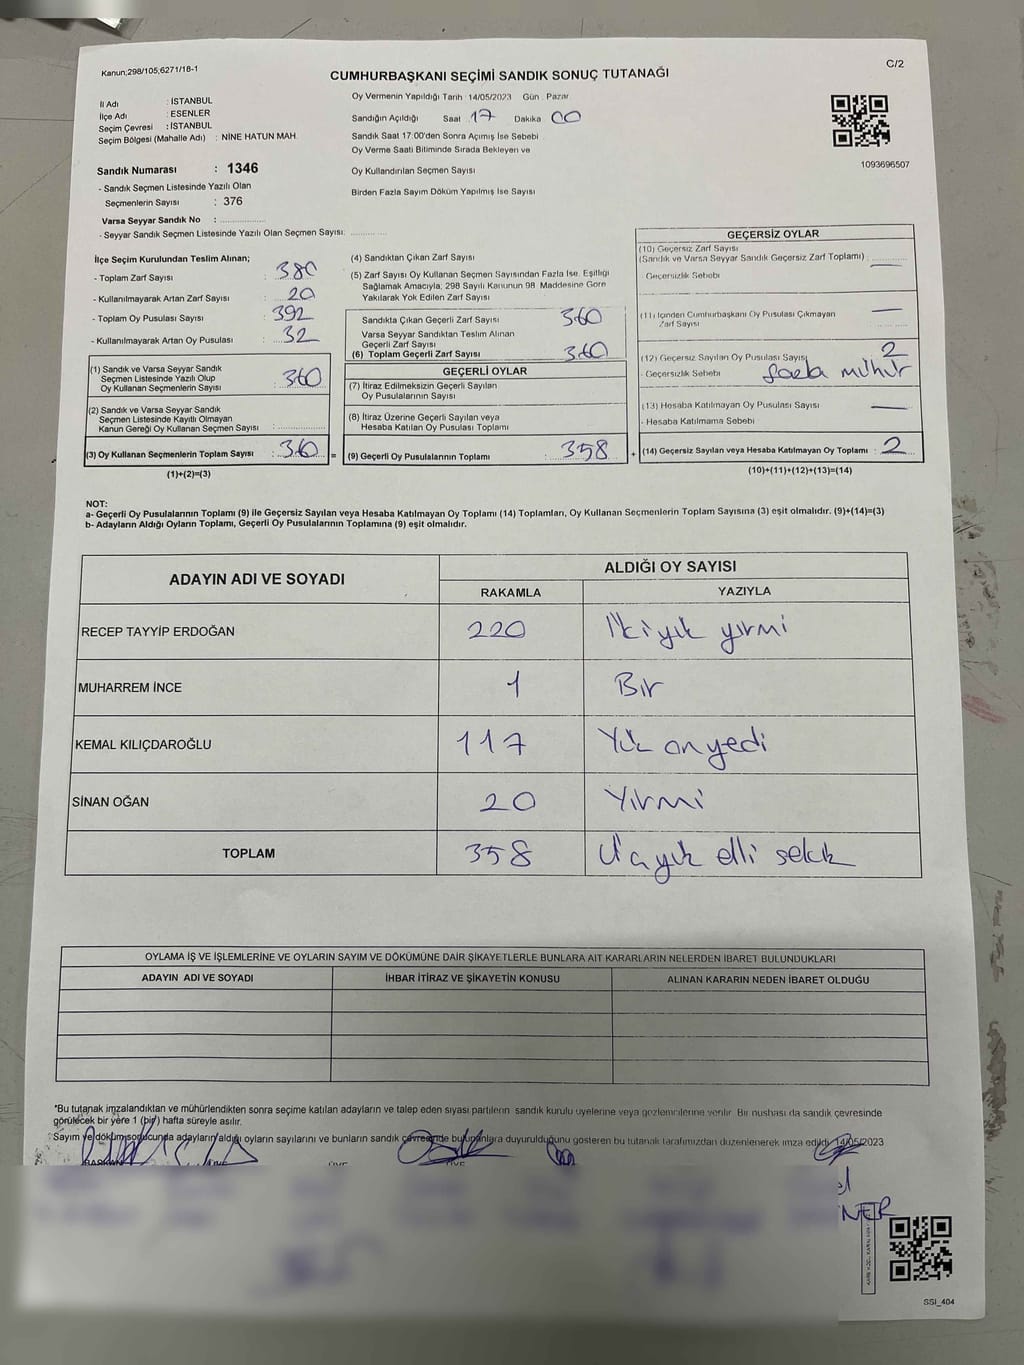 Kanun;298/105,6271/18-1
CUMHURBAŞKANI SEÇİMİ SANDIK SONUÇ TUTANAĞI
C/2
İl Adı : İSTANBUL
İlçe Adı : ESENLER
Seçim Çevresi : İSTANBUL
Seçim Bölgesi (Mahalle Adı) : NİNE HATUN MAH.
Oy Vermenin Yapıldığı Tarih : 14/05/2023 Gün : Pazar
Sandığın Açıldığı Saat 17 Dakika 00
Sandık Saat 17:00'den Sonra Açımış İse Sebebi
Oy Verme Saati Bitiminde Sırada Bekleyen ve
Oy Kullandırılan Seçmen Sayısı
Birden Fazla Sayım Döküm Yapılmış İse Sayısı
1093696507
Sandık Numarası : 1346
- Sandık Seçmen Listesinde Yazılı Olan
Seçmenlerin Sayısı : 376
Varsa Seyyar Sandık No :
- Seyyar Sandık Seçmen Listesinde Yazılı Olan Seçmen Sayısı:
İlçe Seçim Kurulundan Teslim Alınan;
- Toplam Zarf Sayısı : 380
- Kullanılmayarak Artan Zarf Sayısı : 20
- Toplam Oy Pusulası Sayısı : 392
- Kullanılmayarak Artan Oy Pusulası : 32
(1) Sandık ve Varsa Seyyar Sandık
Seçmen Listesinde Yazılı Olup
Oy Kullanan Seçmenlerin Sayısı : 360
(2) Sandık ve Varsa Seyyar Sandık
Seçmen Listesinde Kayıtlı Olmayan
Kanun Gereği Oy Kullanan Seçmen Sayısı :
(3) Oy Kullanan Seçmenlerin Toplam Sayısı : 360 =
(1)+(2)=(3)
(4) Sandıktan Çıkan Zarf Sayısı
(5) Zarf Sayısı Oy Kullanan Seçmen Sayısından Fazla İse, Eşitliği
Sağlamak Amacıyla; 298 Sayılı Kanunun 98. Maddesine Göre
Yakılarak Yok Edilen Zarf Sayısı
Sandıkta Çıkan Geçerli Zarf Sayısı 360
Varsa Seyyar Sandıktan Teslim Alınan
Geçerli Zarf Sayısı
(6) Toplam Geçerli Zarf Sayısı 360
GEÇERLİ OYLAR
(7) İtiraz Edilmeksizin Geçerli Sayılan
Oy Pusulalarının Sayısı
(8) İtiraz Üzerine Geçerli Sayılan veya
Hesaba Katılan Oy Pusulası Toplamı
(9) Geçerli Oy Pusulalarının Toplamı : 358 +
GEÇERSİZ OYLAR
(10) Geçersiz Zarf Sayısı
(Sandık ve Varsa Seyyar Sandık Geçersiz Zarf Toplamı) : —
- Geçersizlik Sebebi
(11) İçinden Cumhurbaşkanı Oy Pusulası Çıkmayan —
Zarf Sayısı
(12) Geçersiz Sayılan Oy Pusulası Sayısı 2
- Geçersizlik Sebebi fazla mühür
(13) Hesaba Katılmayan Oy Pusulası Sayısı —
- Hesaba Katılmama Sebebi
(14) Geçersiz Sayılan veya Hesaba Katılmayan Oy Toplamı : 2
(10)+(11)+(12)+(13)=(14)
NOT:
a- Geçerli Oy Pusulalarının Toplamı (9) ile Geçersiz Sayılan veya Hesaba Katılmayan Oy Toplamı (14) Toplamları, Oy Kullanan Seçmenlerin Toplam Sayısına (3) eşit olmalıdır. (9)+(14)=(3)
b- Adayların Aldığı Oyların Toplamı, Geçerli Oy Pusulalarının Toplamına (9) eşit olmalıdır.
ADAYIN ADI VE SOYADI
ALDIĞI OY SAYISI
RAKAMLA YAZIYLA
RECEP TAYYİP ERDOĞAN 220 İkiyük yirmi
MUHARREM İNCE 1 Bir
KEMAL KILIÇDAROĞLU 117 Yük onyedi
SİNAN OĞAN 20 Yirmi
TOPLAM 358 elli
OYLAMA İŞ VE İŞLEMLERİNE VE OYLARIN SAYIM VE DÖKÜMÜNE DAİR ŞİKAYETLERLE BUNLARA AİT KARARLARIN NELERDEN İBARET BULUNDUKLARI
ADAYIN ADI VE SOYADI İHBAR İTİRAZ VE ŞİKAYETİN KONUSU ALINAN KARARIN NEDEN İBARET OLDUĞU
*Bu tutanak imzalandıktan ve mühürlendikten sonra seçime katılan adayların ve talep eden siyasi partilerin sandık kurulu üyelerine veya gözlemcilerine verilir. Bir nüshası da sandık çevresinde
görülecek bir yere 1 (bir) hafta süreyle asılır.
Sayım ve döküm sonucunda adayların aldığı oyların sayılarını ve bunların sandık çevresinde bulunanlara duyurulduğunu gösteren bu tutanak tarafımızdan düzenlenerek imza edildi. 14/05/2023
BAŞKAN ÜYE ÜYE
NER
SSI_404